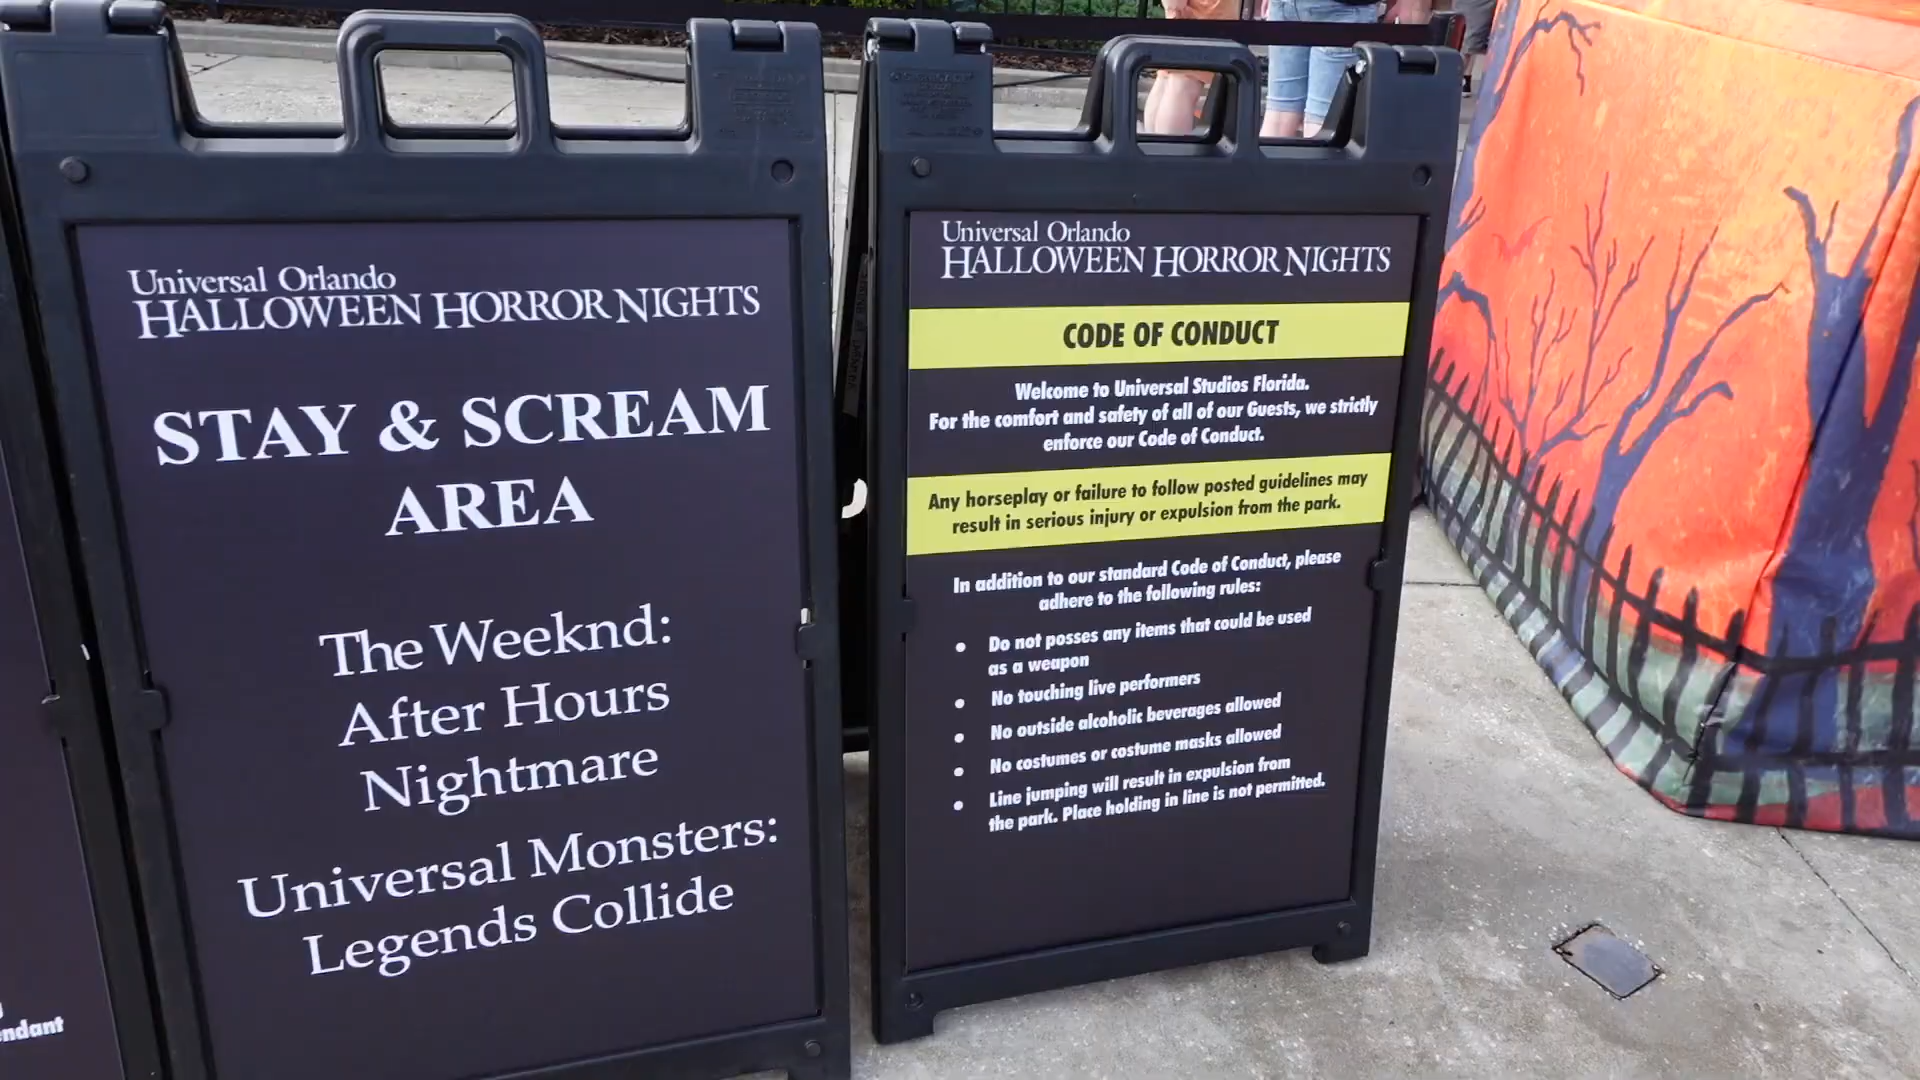 Universal Orlando
HALLOWEEN HORROR NIGHTS
STAY & SCREAM
AREA
The Weeknd:
After Hours
Nightmare
Universal Monsters:
Legends Collide
Universal Orlando
HALLOWEEN HORROR NIGHTS
CODE OF CONDUCT
Welcome to Universal Studios Florida.
For the comfort and safety of all of our Guests, we strictly
enforce our Code of Conduct.
Any horseplay or failure to follow posted guidelines may
result in serious injury or expulsion from the park.
In addition to our standard Code of Conduct, please
adhere to the following rules:
• Do not posses any items that could be used
as a weapon
• No touching live performers
• No outside alcoholic beverages allowed
• No costumes or costume masks allowed
• Line jumping will result in expulsion from
the park. Place holding in line is not permitted.